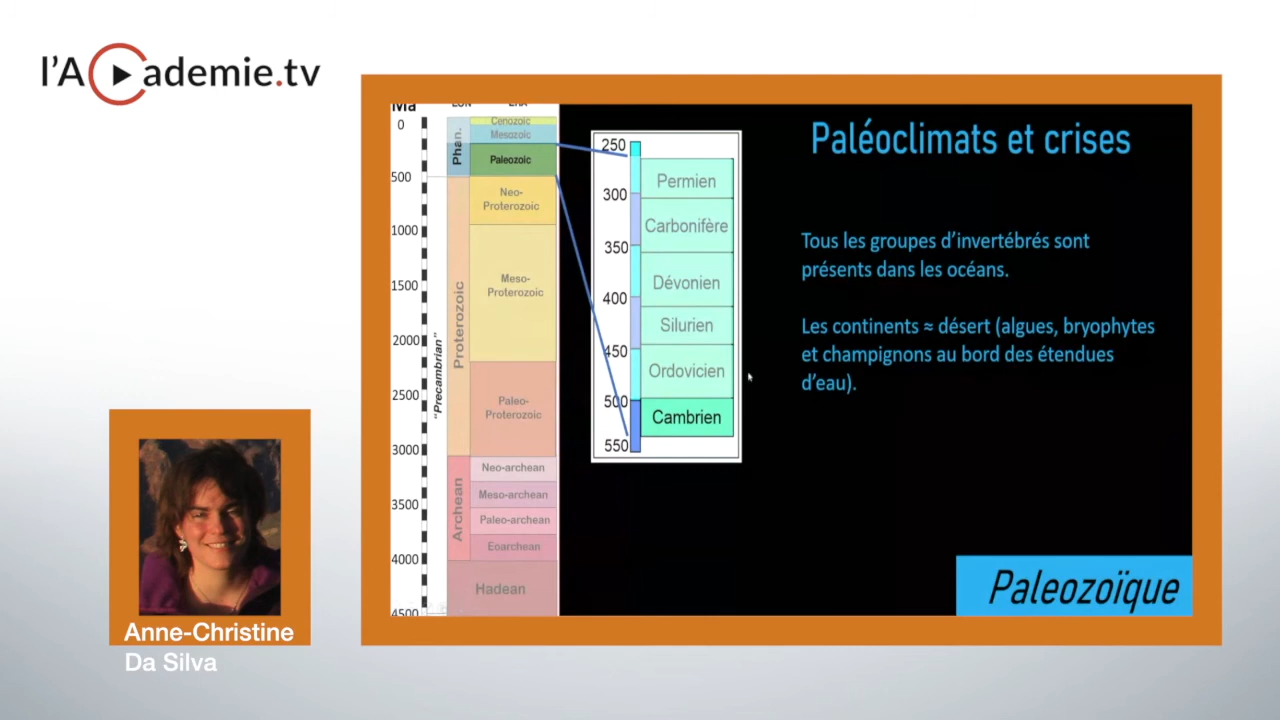 l'Academie.tv
Ma
EON
ERA
0
500
1000
1500
2000
2500
3000
3500
4000
4500
"Precambrian"
Phan.
Proterozoic
Archean
Hadean
Cenozoic
Mesozoic
Paleozoic
Neo-
Proterozoic
Meso-
Proterozoic
Paleo-
Proterozoic
Neo-archean
Meso-archean
Paleo-archean
Eoarchean
250
300
350
400
450
500
550
Permien
Carbonifère
Dévonien
Silurien
Ordovicien
Cambrien
Paléoclimats et crises
Tous les groupes d'invertébrés sont
présents dans les océans.
Les continents ≈ désert (algues, bryophytes
et champignons au bord des étendues
d'eau).
Paleozoïque
Anne-Christine
Da Silva